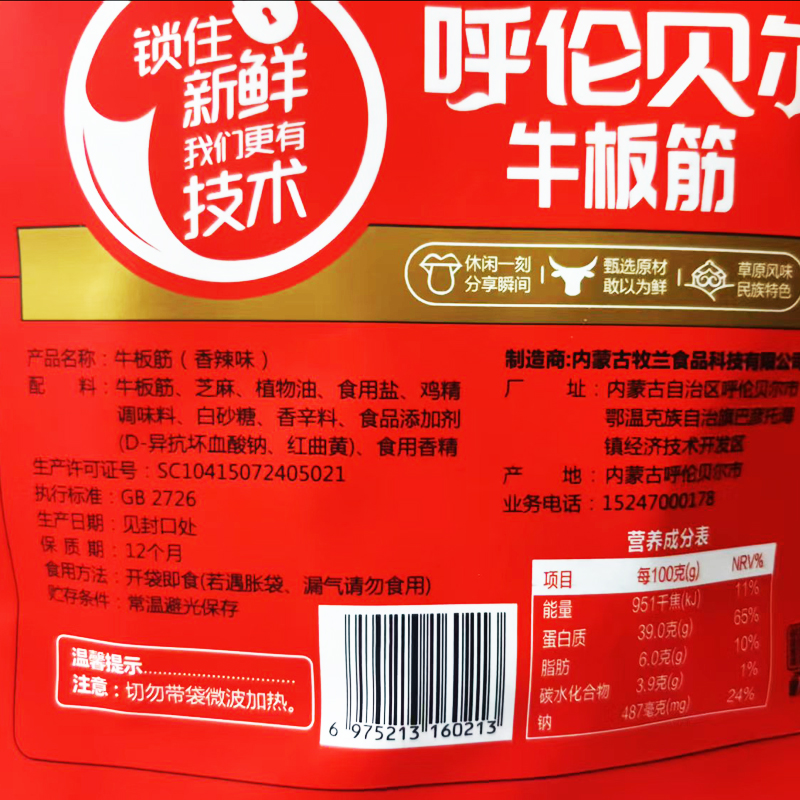 锁住
新鲜
我们更有
技术
呼伦贝尔
牛板筋
休闲一刻
分享瞬间
甄选原材
敢以为鲜
草原风味
民族特色
产品名称：牛板筋（香辣味）
配 料：牛板筋、芝麻、植物油、食用盐、鸡精
调味料、白砂糖、香辛料、食品添加剂
(D-异抗坏血酸钠、红曲黄)、食用香精
生产许可证号：SC10415072405021
执行标准：GB 2726
生产日期：见封口处
保 质 期：12个月
食用方法：开袋即食(若遇胀袋、漏气请勿食用)
贮存条件：常温避光保存
温馨提示
注意：切勿带袋微波加热。
6 975213 160213
制造商:内蒙古牧兰食品科技有限公司
厂 址：内蒙古自治区呼伦贝尔市
鄂温克族自治旗巴彦托海
镇经济技术开发区
产 地：内蒙古呼伦贝尔市
业务电话：15247000178
营养成分表
项目 每100克(g) NRV%
能量 951千焦(kJ) 11%
蛋白质 39.0克(g) 65%
脂肪 6.0克(g) 10%
碳水化合物 3.9克(g) 1%
钠 487毫克(mg) 24%